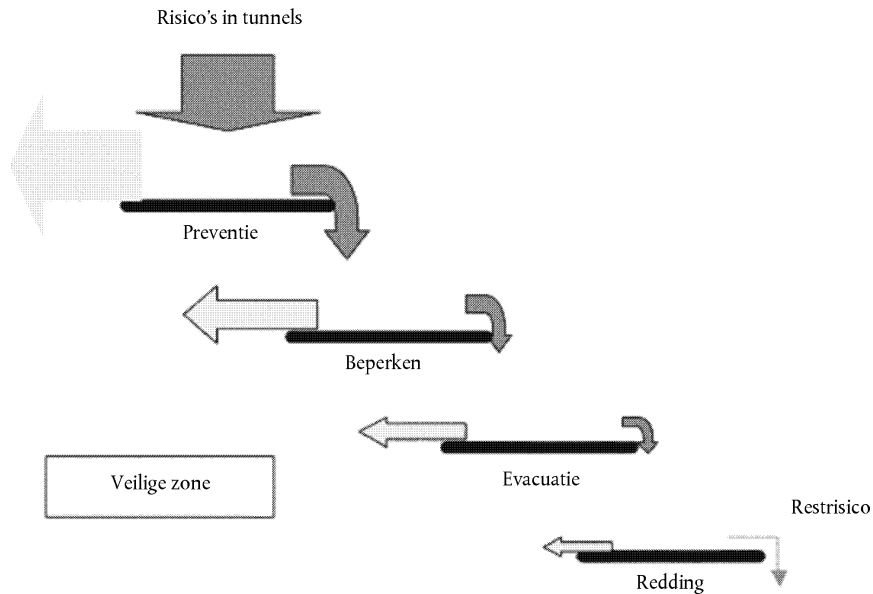 Risico's in tunnels
Preventie
Beperken
Evacuatie
Veilige zone
Restrisico
Redding